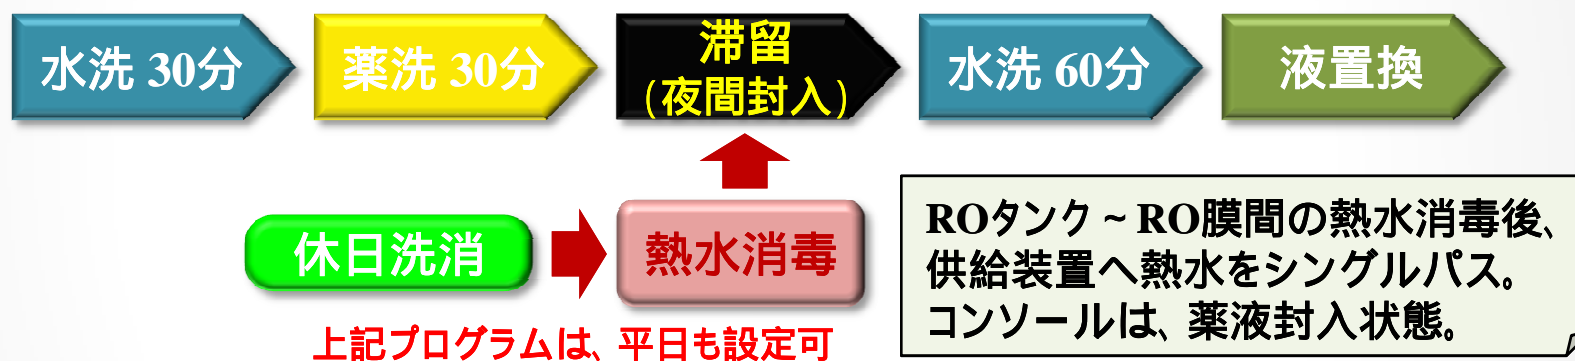 水洗 30分
薬洗 30分
滞留
(夜間封入)
水洗 60分
液置換
休日洗消
熱水消毒
上記プログラムは、平日も設定可
ROタンク ~ RO膜間の熱水消毒後、
供給装置へ熱水をシングルパス。
コンソールは、薬液封入状態。